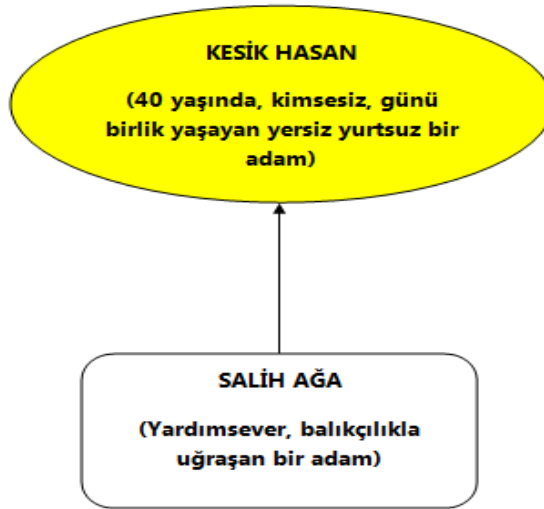 KESİK HASAN
(40 yaşında, kimsesiz, günü
birlik yaşayan yersiz yurtsuz bir
adam)
SALİH AĞA
(Yardımsever, balıkçılıkla
uğraşan bir adam)